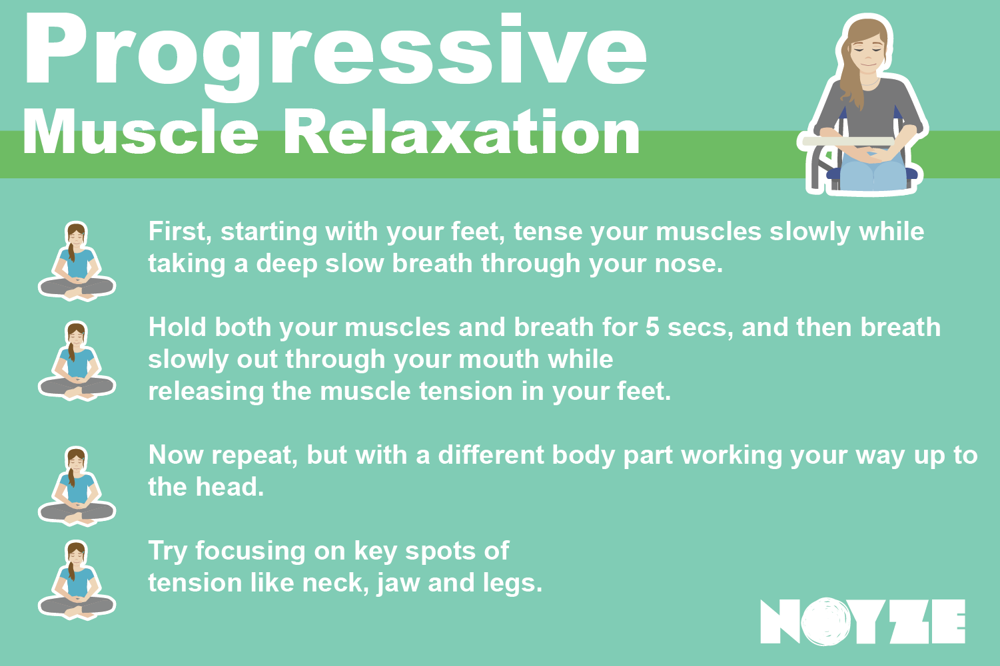 Progressive
Muscle Relaxation
First, starting with your feet, tense your muscles slowly while
taking a deep slow breath through your nose.
Hold both your muscles and breath for 5 secs, and then breath
slowly out through your mouth while
releasing the muscle tension in your feet.
Now repeat, but with a different body part working your way up to
the head.
Try focusing on key spots of
tension like neck, jaw and legs.
NOYZE